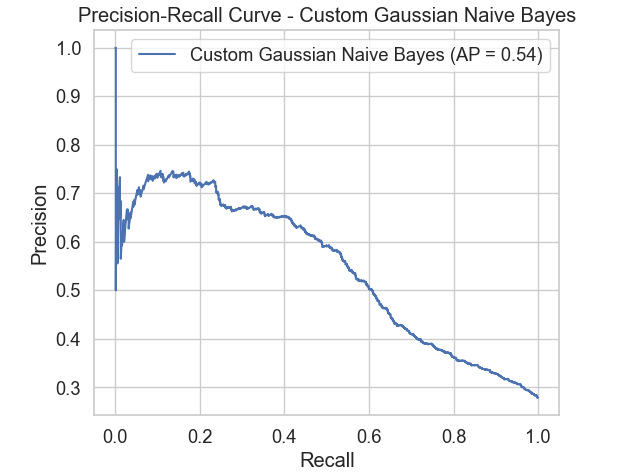 Precision-Recall Curve - Custom Gaussian Naive Bayes
Custom Gaussian Naive Bayes (AP = 0.54)
1.0
0.9
0.8
0.7
0.6
0.5
0.4
0.3
Precision
0.0 0.2 0.4 0.6 0.8 1.0
Recall